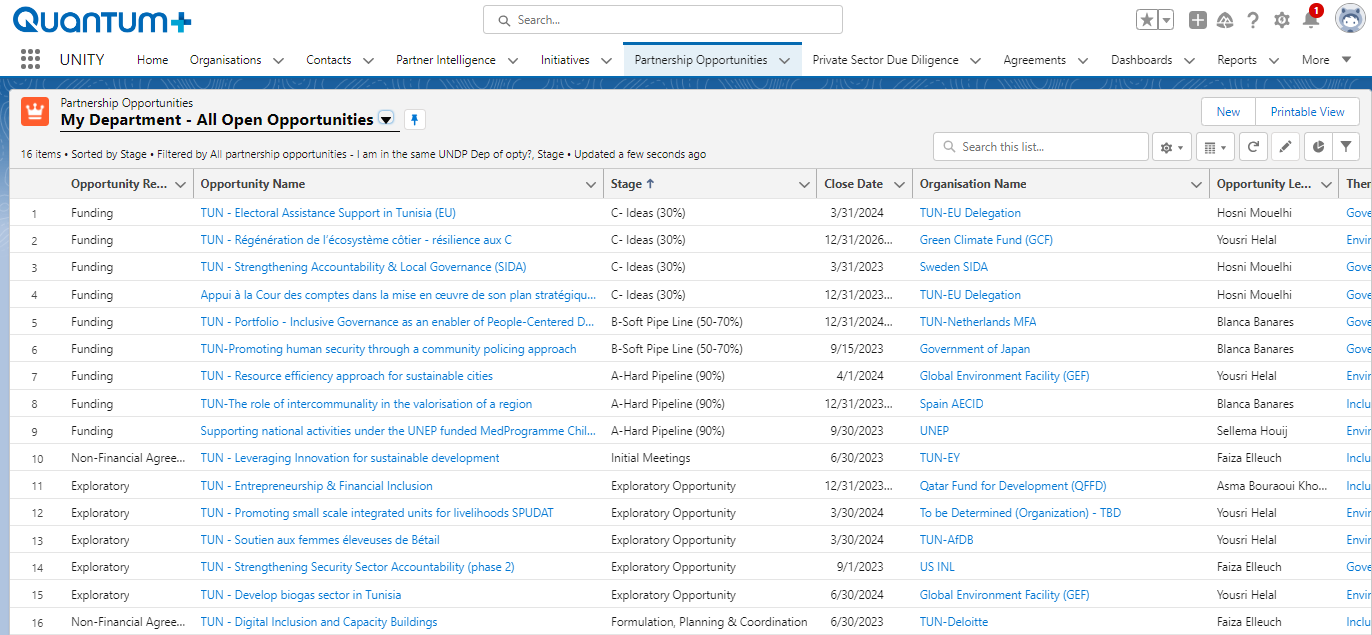 QUANTUM+
Search...
1
UNITY Home Organisations Contacts Partner Intelligence Initiatives Partnership Opportunities Private Sector Due Diligence Agreements Dashboards Reports More
Partnership Opportunities
My Department - All Open Opportunities
New Printable View
16 items • Sorted by Stage • Filtered by All partnership opportunities - I am in the same UNDP Dep of opty?, Stage • Updated a few seconds ago
Search this list...
Opportunity Re... Opportunity Name Stage ↑ Close Date Organisation Name Opportunity Le... Then
1 Funding TUN - Electoral Assistance Support in Tunisia (EU) C- Ideas (30%) 3/31/2024 TUN-EU Delegation Hosni Mouelhi Gove
2 Funding TUN - Régénération de l'écosystème côtier - résilience aux C C- Ideas (30%) 12/31/2026... Green Climate Fund (GCF) Yousri Helal Envir
3 Funding TUN - Strengthening Accountability & Local Governance (SIDA) C- Ideas (30%) 3/31/2023 Sweden SIDA Hosni Mouelhi Gove
4 Funding Appui à la Cour des comptes dans la mise en œuvre de son plan stratégiqu... C- Ideas (30%) 12/31/2023... TUN-EU Delegation Hosni Mouelhi Gove
5 Funding TUN - Portfolio - Inclusive Governance as an enabler of People-Centered D... B-Soft Pipe Line (50-70%) 12/31/2024... TUN-Netherlands MFA Blanca Banares Gove
6 Funding TUN-Promoting human security through a community policing approach B-Soft Pipe Line (50-70%) 9/15/2023 Government of Japan Blanca Banares Gove
7 Funding TUN - Resource efficiency approach for sustainable cities A-Hard Pipeline (90%) 4/1/2024 Global Environment Facility (GEF) Yousri Helal Envir
8 Funding TUN-The role of intercommunality in the valorisation of a region A-Hard Pipeline (90%) 12/31/2023... Spain AECID Blanca Banares Inclu
9 Funding Supporting national activities under the UNEP funded MedProgramme Chil... A-Hard Pipeline (90%) 9/30/2023 UNEP Sellema Houij Envir
10 Non-Financial Agree... TUN - Leveraging Innovation for sustainable development Initial Meetings 6/30/2023 TUN-EY Faiza Elleuch Inclu
11 Exploratory TUN - Entrepreneurship & Financial Inclusion Exploratory Opportunity 12/31/2023... Qatar Fund for Development (QFFD) Asma Bouraoui Kho... Inclu
12 Exploratory TUN - Promoting small scale integrated units for livelihoods SPUDAT Exploratory Opportunity 3/30/2024 To be Determined (Organization) - TBD Yousri Helal Envir
13 Exploratory TUN - Soutien aux femmes éleveuses de Bétail Exploratory Opportunity 3/30/2024 TUN-AfDB Yousri Helal Envir
14 Exploratory TUN - Strengthening Security Sector Accountability (phase 2) Exploratory Opportunity 9/1/2023 US INL Faiza Elleuch Gove
15 Exploratory TUN - Develop biogas sector in Tunisia Exploratory Opportunity 6/30/2024 Global Environment Facility (GEF) Yousri Helal Envir
16 Non-Financial Agree... TUN - Digital Inclusion and Capacity Buildings Formulation, Planning & Coordination 6/30/2023 TUN-Deloitte Faiza Elleuch Inclu